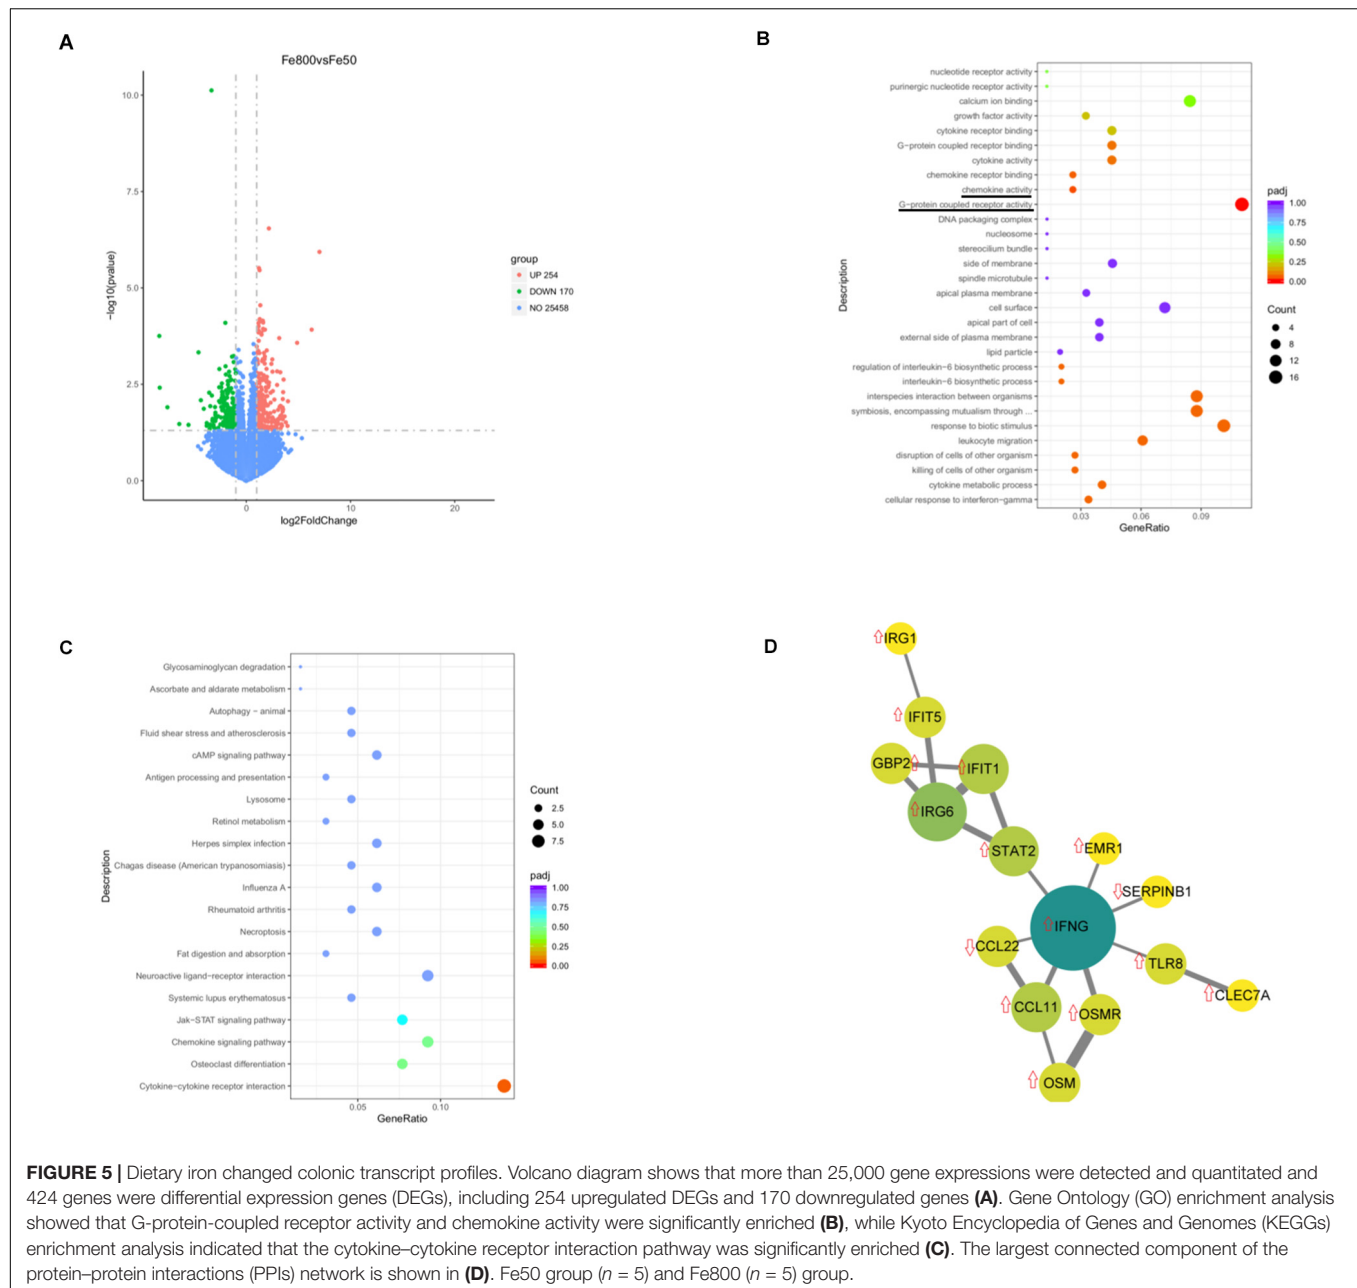 A
Fe800vsFe50
10.0
7.5
5.0
2.5
0.0
−log10(pvalue)
0
10
20
log2FoldChange
group
UP 254
DOWN 170
NO 25458
B
nucleotide receptor activity
purinergic nucleotide receptor activity
calcium ion binding
growth factor activity
cytokine receptor binding
G−protein coupled receptor binding
cytokine activity
chemokine receptor binding
chemokine activity
G−protein coupled receptor activity
DNA packaging complex
nucleosome
stereocilium bundle
side of membrane
spindle microtubule
apical plasma membrane
cell surface
apical part of cell
external side of plasma membrane
lipid particle
regulation of interleukin−6 biosynthetic process
interleukin−6 biosynthetic process
interspecies interaction between organisms
symbiosis, encompassing mutualism through ...
response to biotic stimulus
leukocyte migration
disruption of cells of other organism
killing of cells of other organism
cytokine metabolic process
cellular response to interferon−gamma
Description
0.03
0.06
0.09
GeneRatio
padj
1.00
0.75
0.50
0.25
0.00
Count
4
8
12
16
C
Glycosaminoglycan degradation
Ascorbate and aldarate metabolism
Autophagy − animal
Fluid shear stress and atherosclerosis
cAMP signaling pathway
Antigen processing and presentation
Lysosome
Retinol metabolism
Herpes simplex infection
Chagas disease (American trypanosomiasis)
Influenza A
Rheumatoid arthritis
Necroptosis
Fat digestion and absorption
Neuroactive ligand−receptor interaction
Systemic lupus erythematosus
Jak−STAT signaling pathway
Chemokine signaling pathway
Osteoclast differentiation
Cytokine−cytokine receptor interaction
Description
0.05
0.10
GeneRatio
Count
2.5
5.0
7.5
padj
1.00
0.75
0.50
0.25
0.00
D
IRG1
IFIT5
GBP2
IFIT1
IRG6
STAT2
EMR1
SERPINB1
IFNG
CCL22
TLR8
CLEC7A
CCL11
OSMR
OSM
FIGURE 5 | Dietary iron changed colonic transcript profiles. Volcano diagram shows that more than 25,000 gene expressions were detected and quantitated and
424 genes were differential expression genes (DEGs), including 254 upregulated DEGs and 170 downregulated genes (A). Gene Ontology (GO) enrichment analysis
showed that G-protein-coupled receptor activity and chemokine activity were significantly enriched (B), while Kyoto Encyclopedia of Genes and Genomes (KEGGs)
enrichment analysis indicated that the cytokine–cytokine receptor interaction pathway was significantly enriched (C). The largest connected component of the
protein–protein interactions (PPIs) network is shown in (D). Fe50 group (n = 5) and Fe800 (n = 5) group.